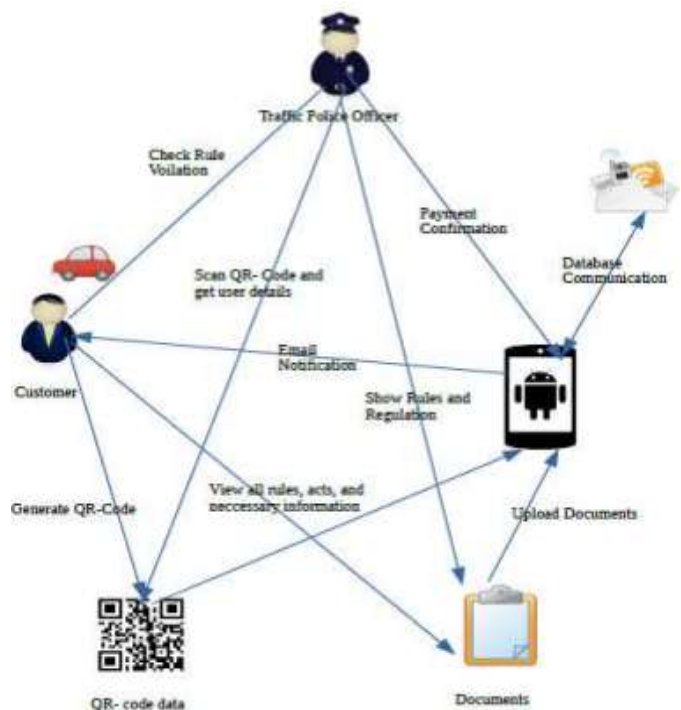 Traffic Police Officer
Check Rule
Voilation
Payment
Confirmation
Database
Communication
Scan QR- Code and
get user details
Email
Notification
Customer
Show Rules and
Regulation
View all rules, acts, and
neccessary information
Generate QR-Code
Upload Documents
QR- code data
Documents